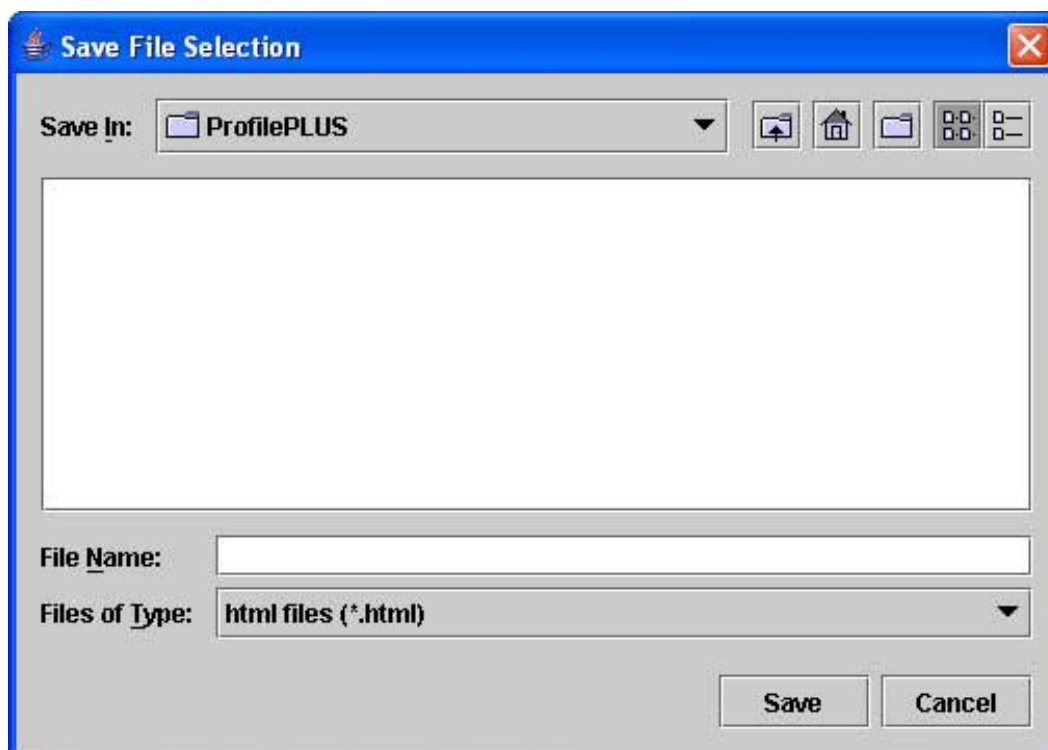 Save File Selection
Save In: ProfilePLUS
File Name:
Files of Type: html files (*.html)
Save Cancel